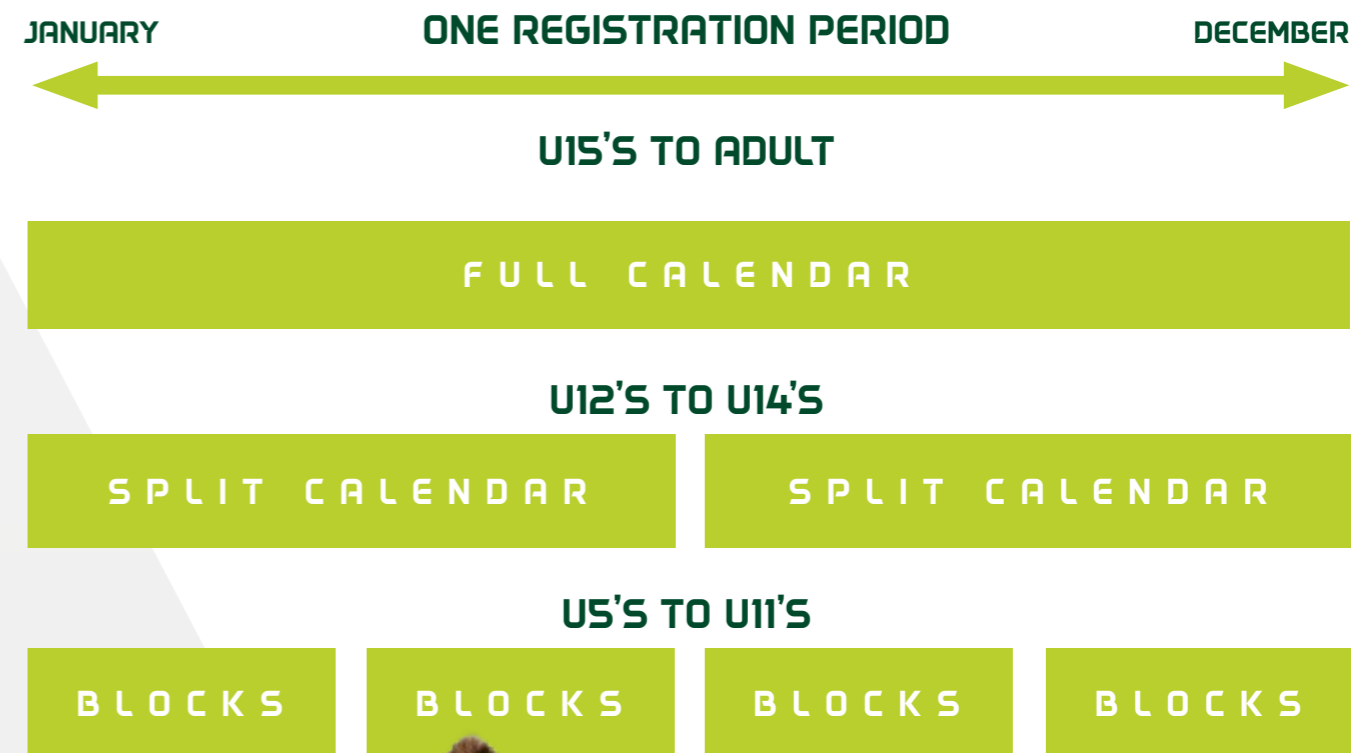 JANUARY ONE REGISTRATION PERIOD DECEMBER
U15'S TO ADULT
FULL CALENDAR
U12'S TO U14'S
SPLIT CALENDAR SPLIT CALENDAR
U5'S TO U11'S
BLOCKS BLOCKS BLOCKS BLOCKS